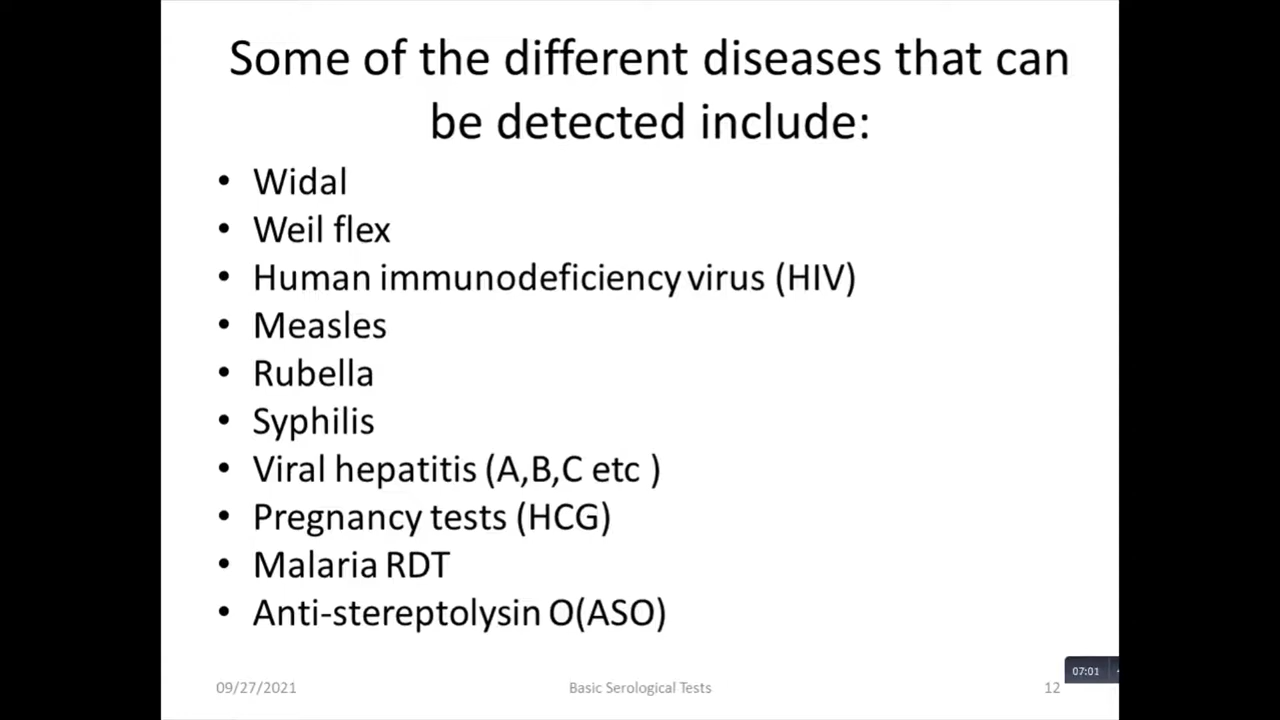 Some of the different diseases that can
be detected include:
• Widal
• Weil flex
• Human immunodeficiency virus (HIV)
• Measles
• Rubella
• Syphilis
• Viral hepatitis (A,B,C etc )
• Pregnancy tests (HCG)
• Malaria RDT
• Anti-stereptolysin O(ASO)
07:01
09/27/2021
Basic Serological Tests
12